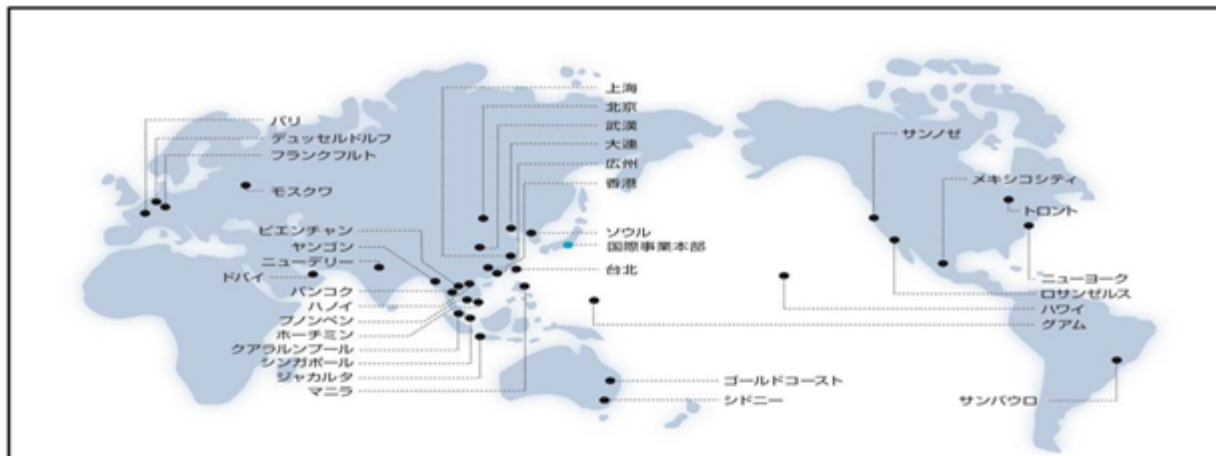 上海
北京
武漢
大連
広州
香港
ソウル
国際事業本部
台北
パリ
デュッセルドルフ
フランクフルト
モスクワ
ビエンチャン
ヤンゴン
ニューデリー
ドバイ
バンコク
ハノイ
プノンペン
ホーチミン
クアラルンプール
シンガポール
ジャカルタ
マニラ
ゴールドコースト
シドニー
サンノゼ
メキシコシティ
トロント
ニューヨーク
ロサンゼルス
ハワイ
グアム
サンパウロ